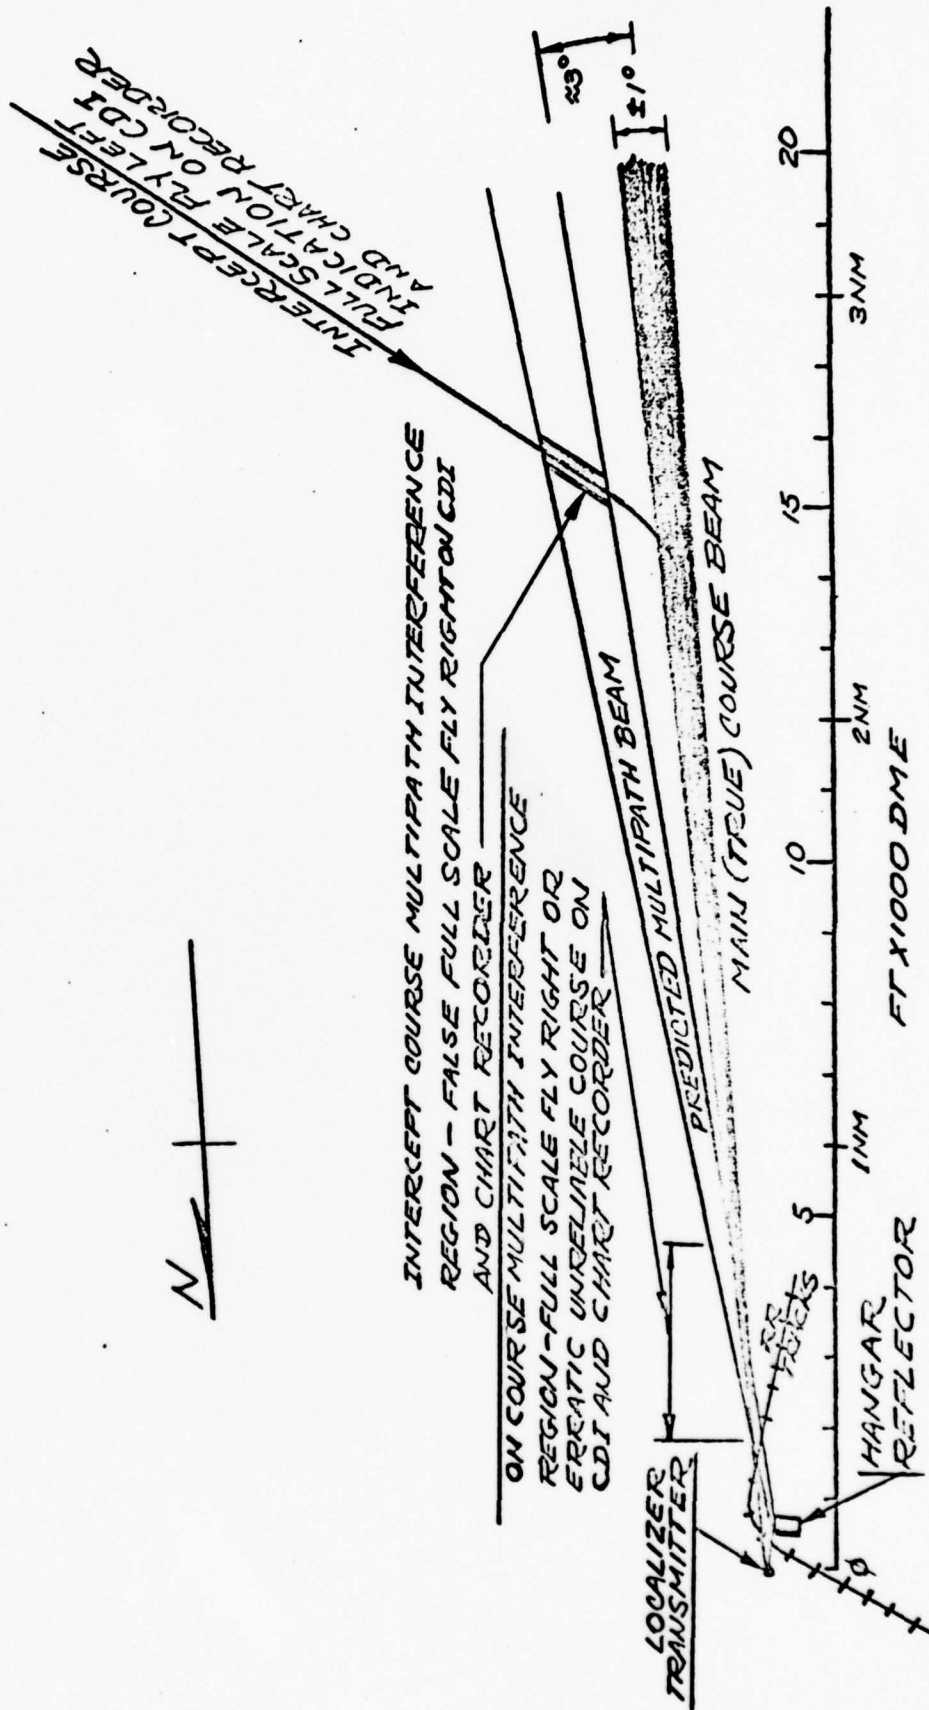 N
INTERCEPT COURSE
FULL SCALE FLY LEFT
INDICATION ON CDI
AND CHART RECORDER
INTERCEPT COURSE MULTIPATH INTERFERENCE
REGION - FALSE FULL SCALE FLY RIGHT ON CDI
AND CHART RECORDER
ON COURSE MULTIPATH INTERFERENCE
REGION - FULL SCALE FLY RIGHT OR
ERRATIC UNRELIABLE COURSE ON
CDI AND CHART RECORDER
≈3°
±1°
PREDICTED MULTIPATH BEAM
MAIN (TRUE) COURSE BEAM
LOCALIZER
TRANSMITTER
RR
TRACKS
HANGAR
REFLECTOR
Ø 5 10 15 20
1NM 2NM 3NM
FT X1000 DME